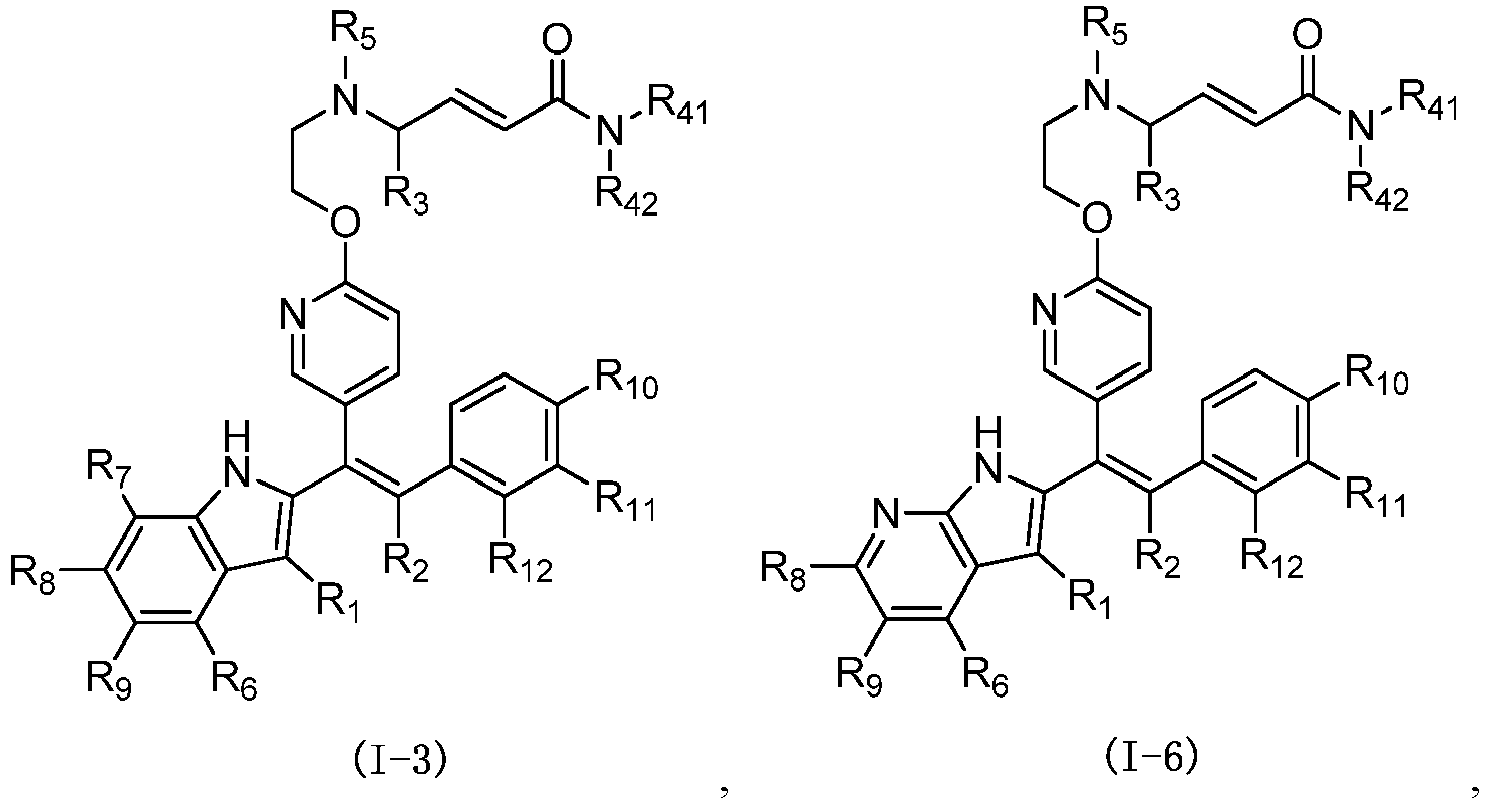 R5 O R5 O
N R41 N R41
N N
R3 R42 R3 R42
O O
N N
R10 R10
H H
R7 N N
R11 N R11
R8 R2 R12 R8 R2 R12
R1 R1
R9 R6 R9 R6
(I-3) , (I-6) ,